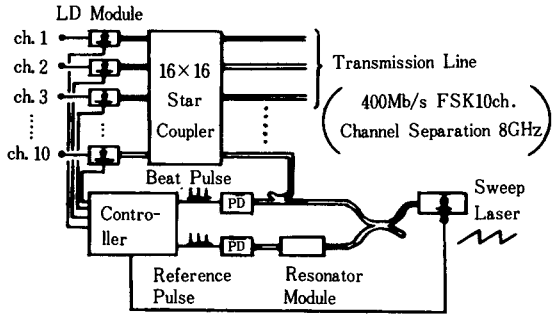 LD Module
ch. 1
ch. 2
ch. 3
ch. 10
16×16
Star
Coupler
Transmission Line
400Mb/s FSK10ch.
Channel Separation 8GHz
Beat Pulse
PD
Contro-
ller
PD
Sweep
Laser
Reference
Pulse
Resonator
Module